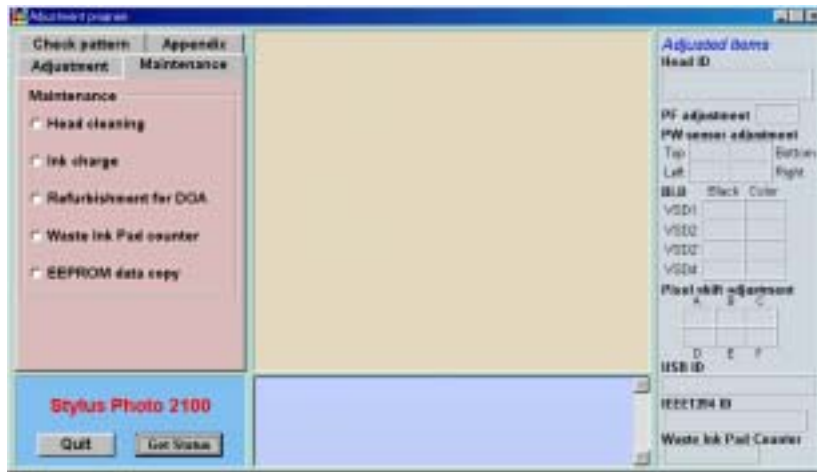 Adjustment program
Check pattern Appendix
Adjustment Maintenance
Maintenance
Head cleaning
Ink charge
Refurbishment for DOA
Waste Ink Pad counter
EEPROM data copy
Stylus Photo 2100
Quit Get Status
Adjusted items
Head ID
PF adjustment
PW sensor adjustment
Top Bottom
Left Right
Black Color
VSD1
VSD2
VSD4
Pixel shift adjustment
A B C
D E F
USB ID
IEEE1394 ID
Waste Ink Pad Counter